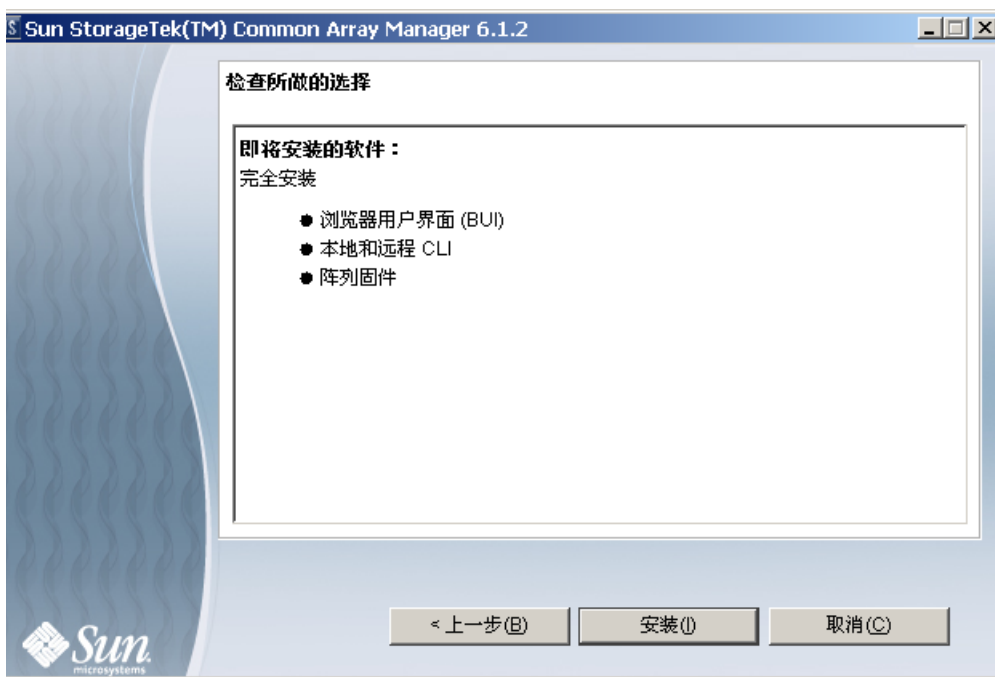 Sun StorageTek(TM) Common Array Manager 6.1.2
检查所做的选择
即将安装的软件：
完全安装
● 浏览器用户界面 (BUI)
● 本地和远程 CLI
● 阵列固件
< 上一步(B)
安装(I)
取消(C)
Sun
microsystems